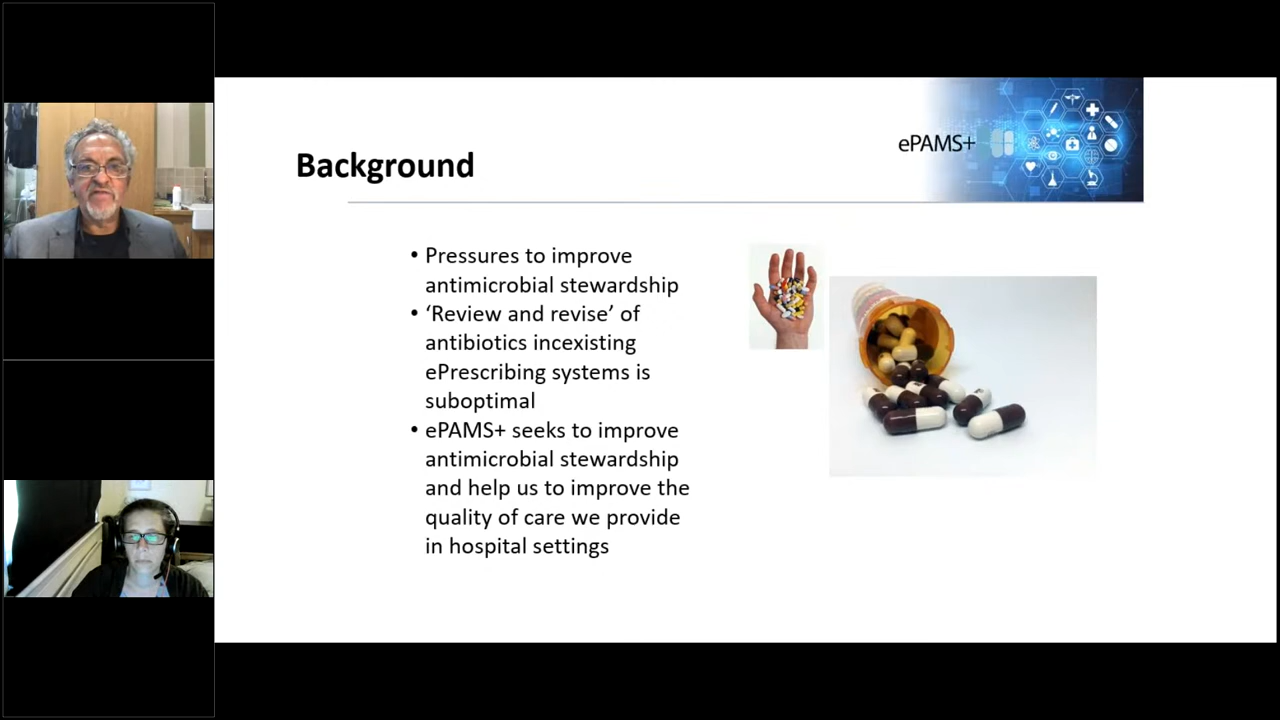 ePAMS+
Background
• Pressures to improve
antimicrobial stewardship
• ‘Review and revise’ of
antibiotics incexisting
ePrescribing systems is
suboptimal
• ePAMS+ seeks to improve
antimicrobial stewardship
and help us to improve the
quality of care we provide
in hospital settings